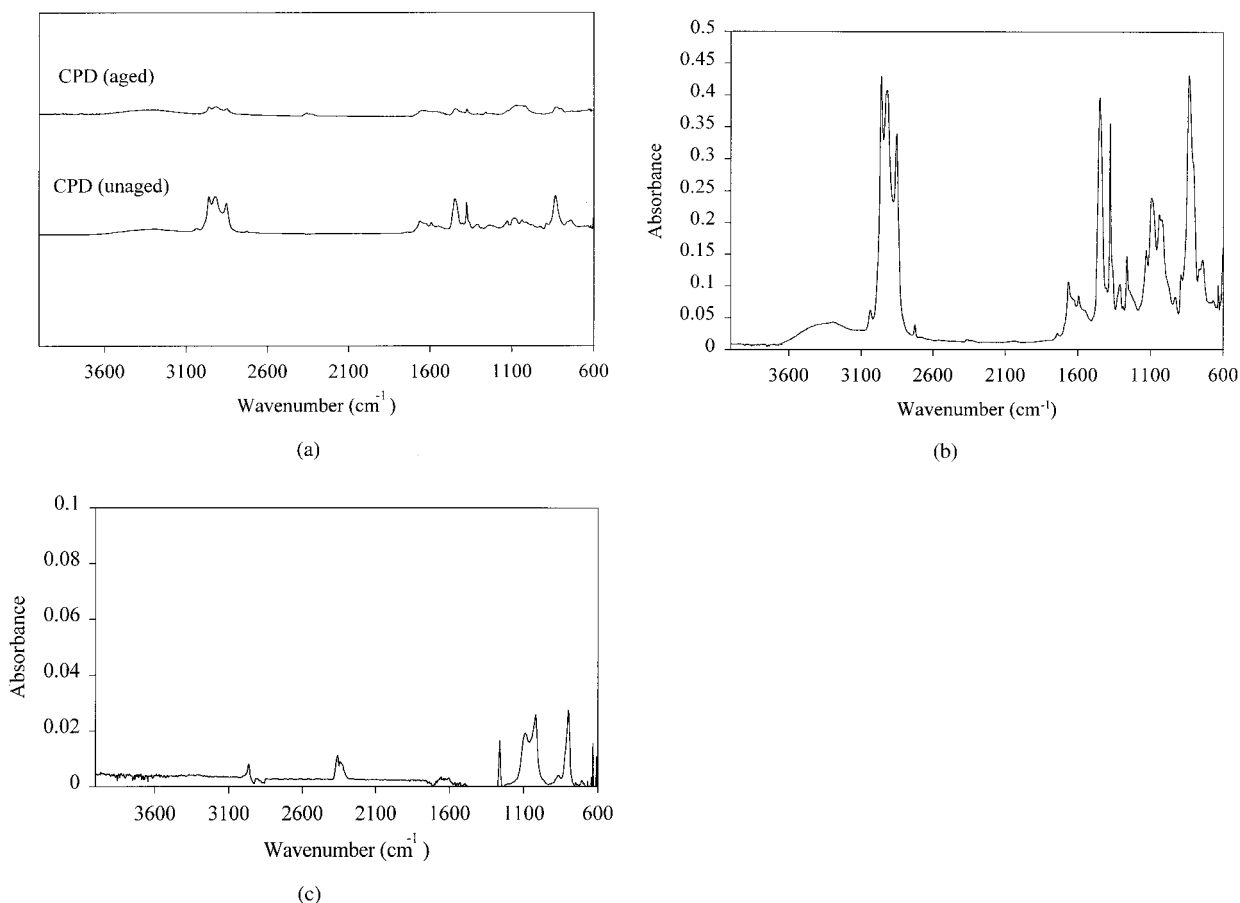 CPD (aged)
CPD (unaged)
3600 3100 2600 2100 1600 1100 600
Wavenumber (cm-1)
(a)
0.5
0.45
0.4
0.35
0.3
0.25
0.2
0.15
0.1
0.05
0
Absorbance
3600 3100 2600 2100 1600 1100 600
Wavenumber (cm-1)
(b)
0.1
0.08
0.06
0.04
0.02
0
Absorbance
3600 3100 2600 2100 1600 1100 600
Wavenumber (cm-1)
(c)